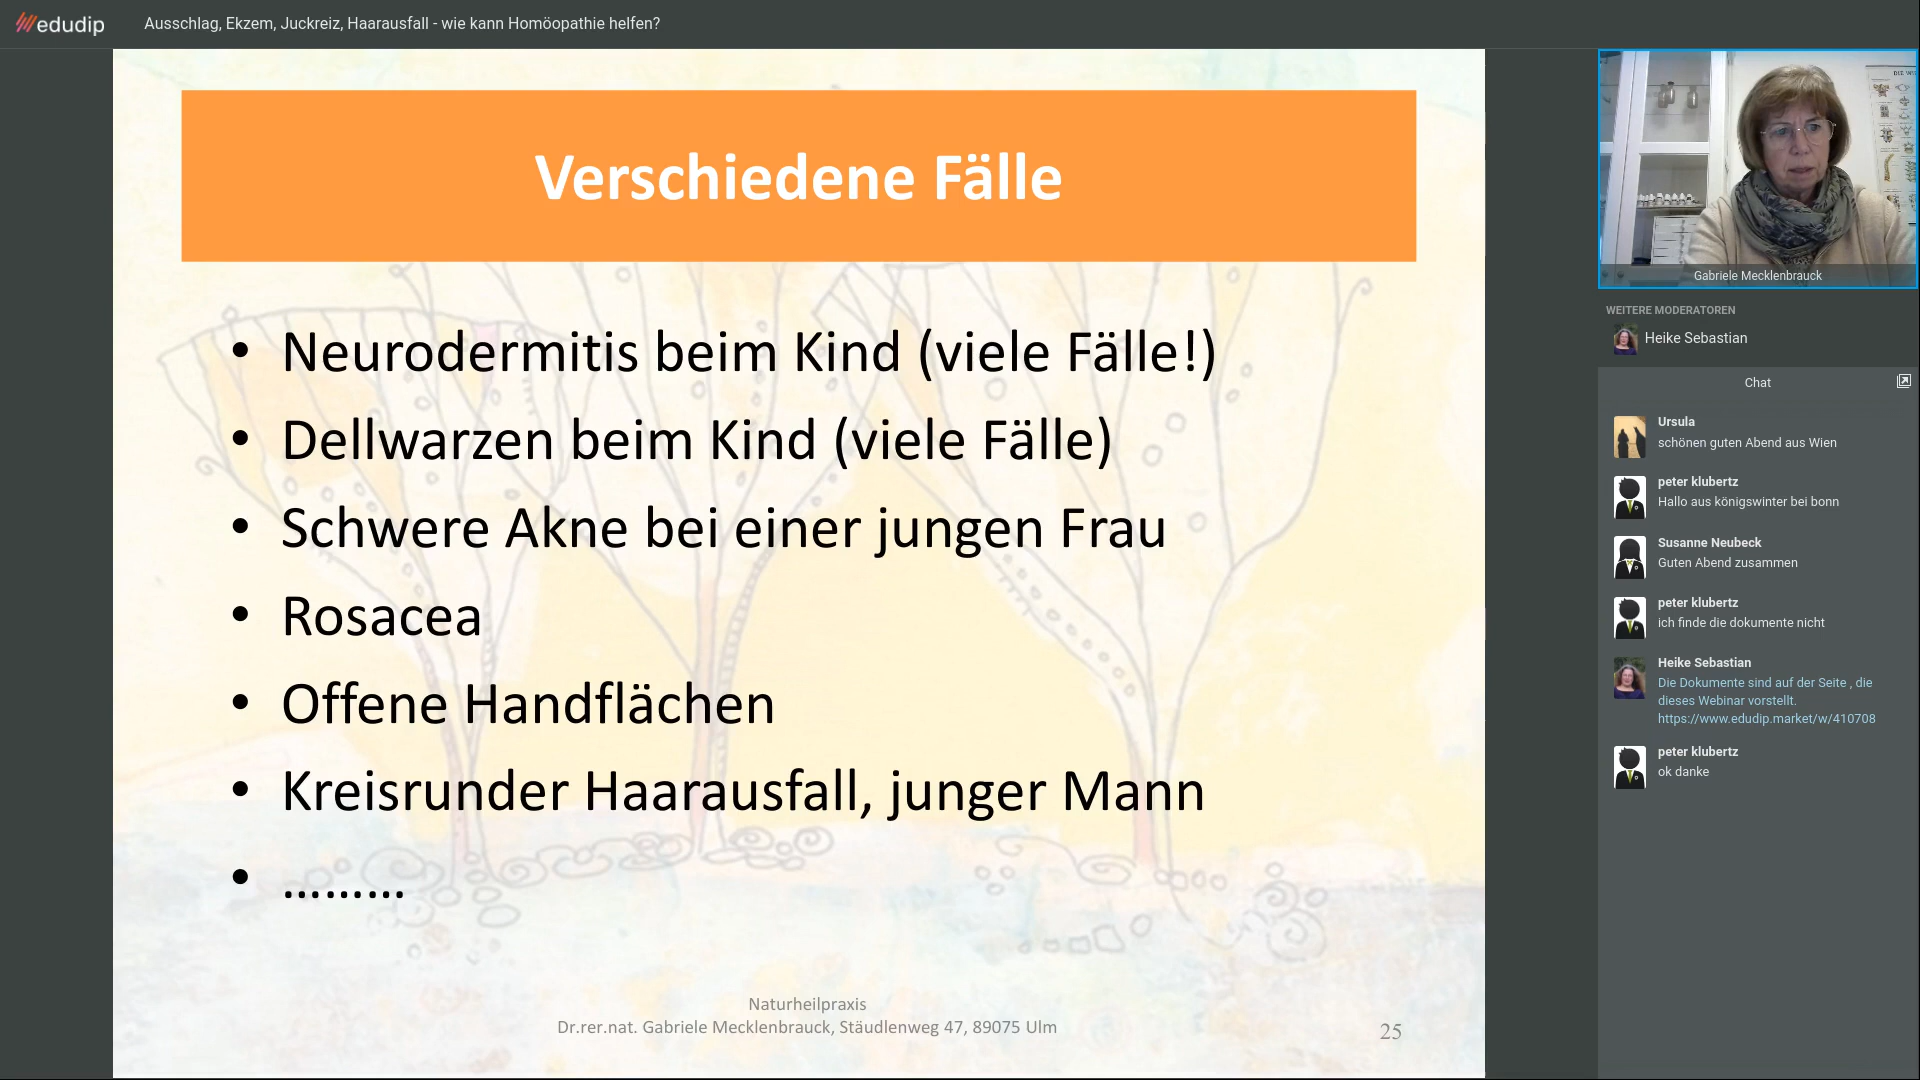 edudip
Ausschlag, Ekzem, Juckreiz, Haarausfall - wie kann Homöopathie helfen?
Verschiedene Fälle
• Neurodermitis beim Kind (viele Fälle!)
• Dellwarzen beim Kind (viele Fälle)
• Schwere Akne bei einer jungen Frau
• Rosacea
• Offene Handflächen
• Kreisrunder Haarausfall, junger Mann
• .........
Naturheilpraxis
Dr.rer.nat. Gabriele Mecklenbrauck, Stäudlenweg 47, 89075 Ulm
25
Gabriele Mecklenbrauck
WEITERE MODERATOREN
Heike Sebastian
Chat
Ursula
schönen guten Abend aus Wien
peter klubertz
Hallo aus königswinter bei bonn
Susanne Neubeck
Guten Abend zusammen
peter klubertz
ich finde die dokumente nicht
Heike Sebastian
Die Dokumente sind auf der Seite , die
dieses Webinar vorstellt.
https://www.edudip.market/w/410708
peter klubertz
ok danke